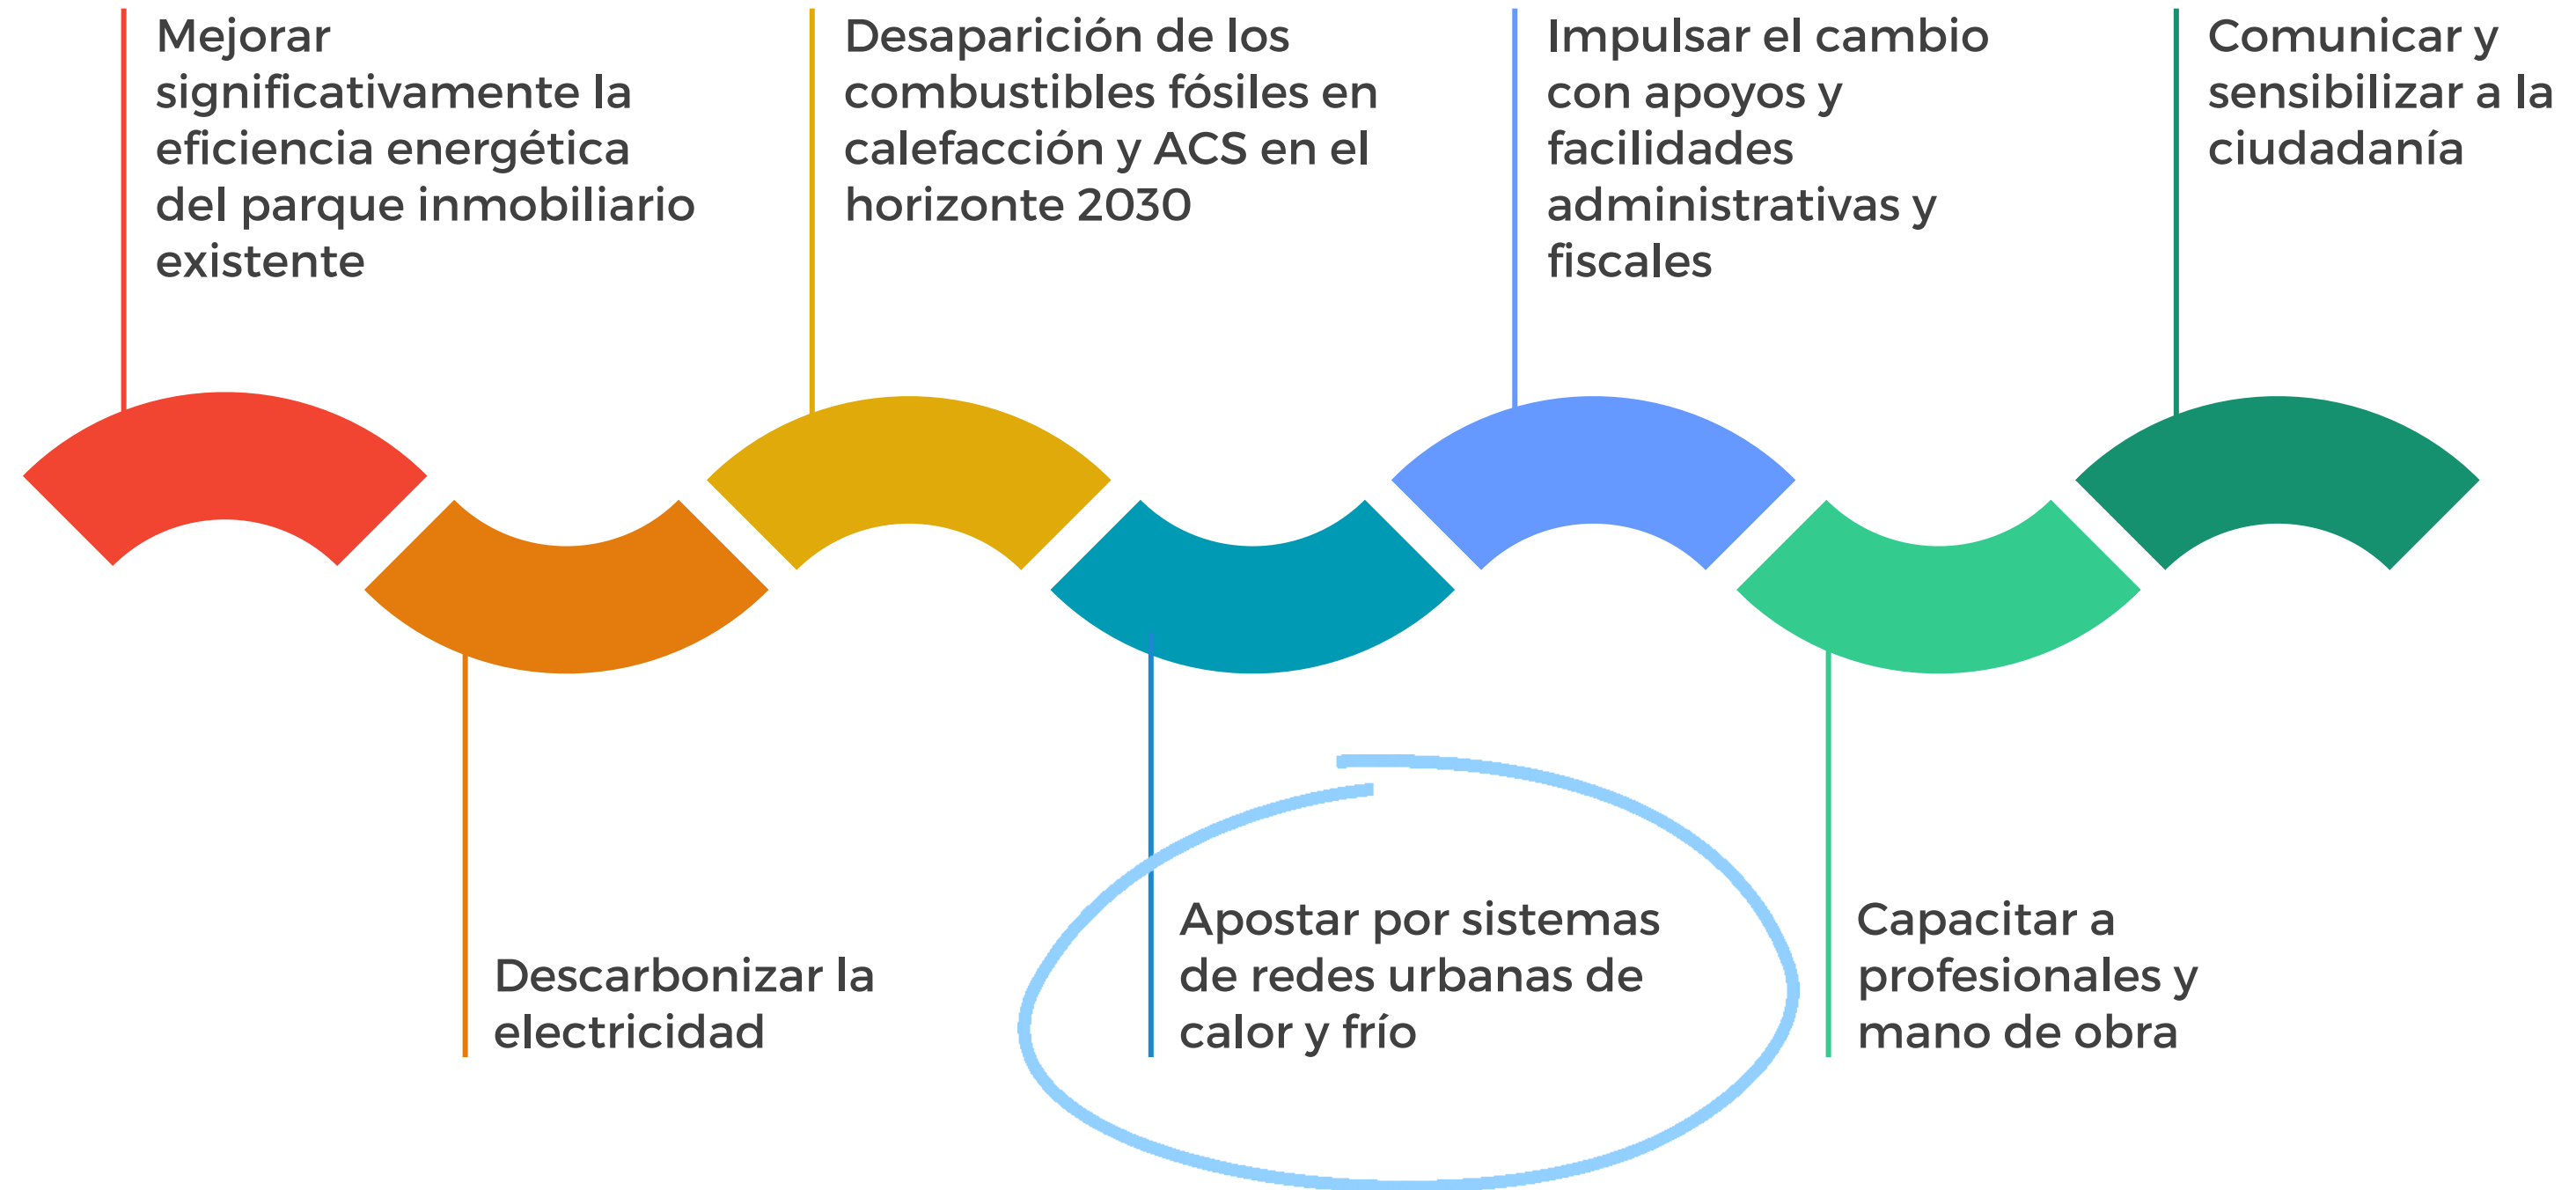 Mejorar
significativamente la
eficiencia energética
del parque inmobiliario
existente
Desaparición de los
combustibles fósiles en
calefacción y ACS en el
horizonte 2030
Impulsar el cambio
con apoyos y
facilidades
administrativas y
fiscales
Comunicar y
sensibilizar a la
ciudadanía
Descarbonizar la
electricidad
Apostar por sistemas
de redes urbanas de
calor y frío
Capacitar a
profesionales y
mano de obra